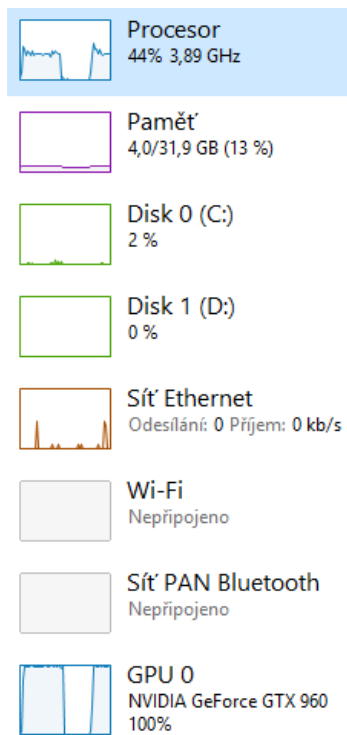 Procesor
44% 3,89 GHz
Paměť
4,0/31,9 GB (13 %)
Disk 0 (C:)
2 %
Disk 1 (D:)
0 %
Síť Ethernet
Odesílání: 0 Příjem: 0 kb/s
Wi-Fi
Nepřipojeno
Síť PAN Bluetooth
Nepřipojeno
GPU 0
NVIDIA GeForce GTX 960
100%